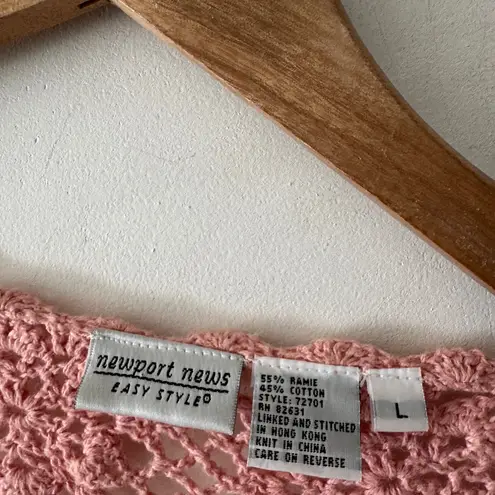 newport news
EASY STYLE©
55% RAMIE
45% COTTON
STYLE: 72701
RN 82631
LINKED AND STITCHED
IN HONG KONG
KNIT IN CHINA
CARE ON REVERSE
L